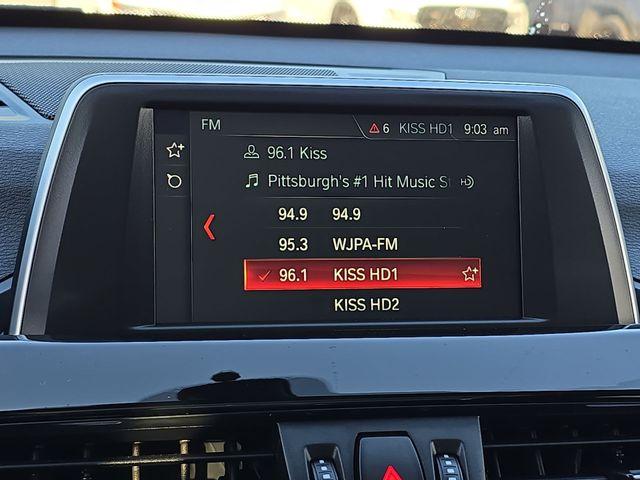 FM 6 KISS HD1 9:03 am
96.1 Kiss
Pittsburgh's #1 Hit Music
94.9 94.9
95.3 WJPA-FM
96.1 KISS HD1
KISS HD2